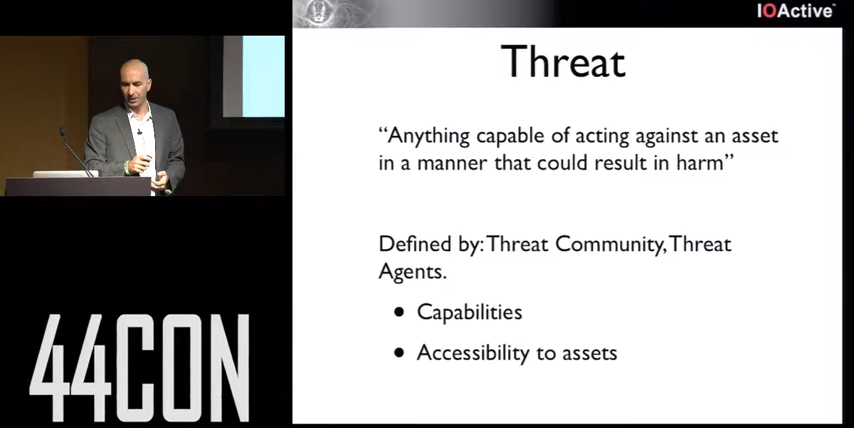 IOActive™
Threat
“Anything capable of acting against an asset
in a manner that could result in harm”
Defined by: Threat Community, Threat
Agents.
• Capabilities
• Accessibility to assets
44CON